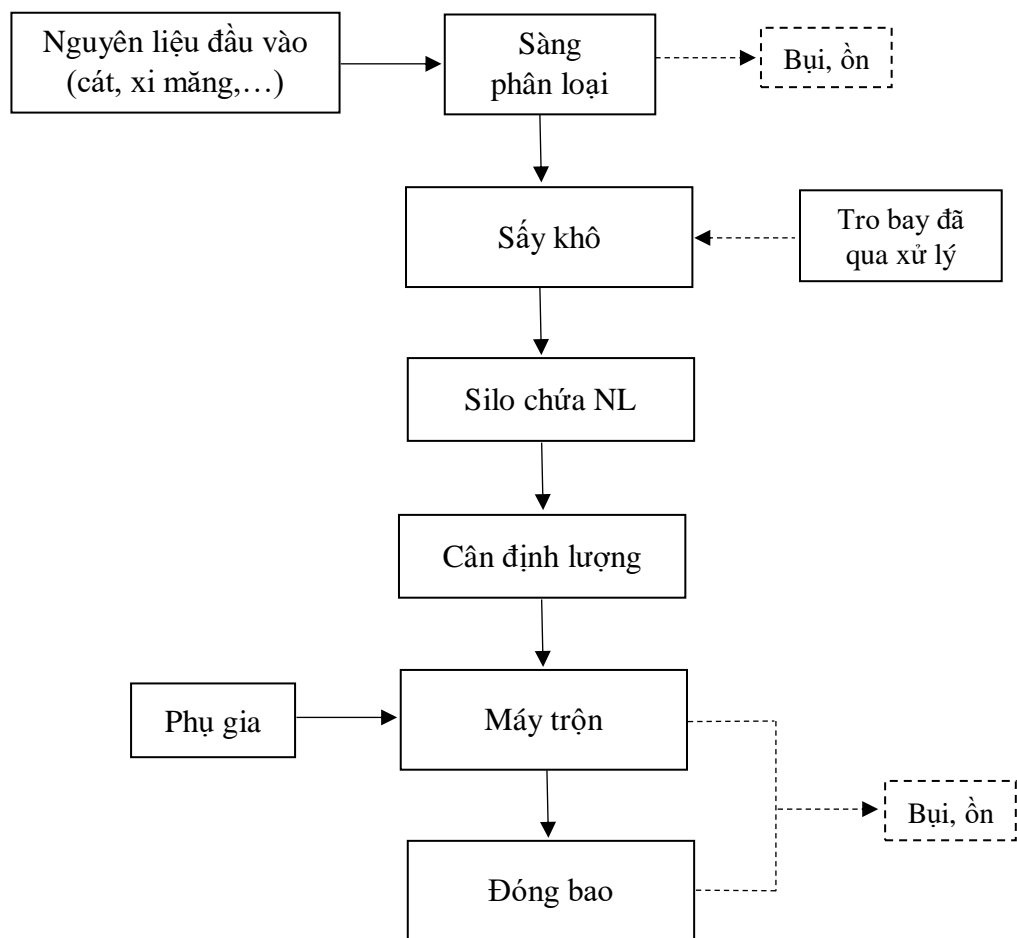 Nguyên liệu đầu vào
(cát, xi măng,…)
Sàng
phân loại
Bụi, ồn
Sấy khô
Tro bay đã
qua xử lý
Silo chứa NL
Cân định lượng
Phụ gia
Máy trộn
Bụi, ồn
Đóng bao